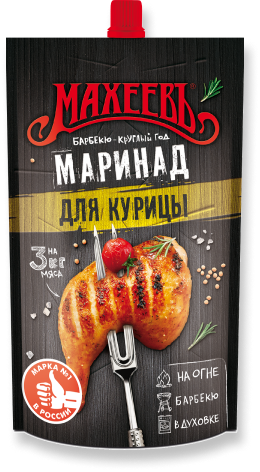 МАХЕЕВЪ
БАРБЕКЮ - КРУГЛЫЙ ГОД
МАРИНАД
ДЛЯ КУРИЦЫ
НА
3 КГ
МЯСА
МАРКА №1
В РОССИИ
НА ОГНЕ
БАРБЕКЮ
В ДУХОВКЕ